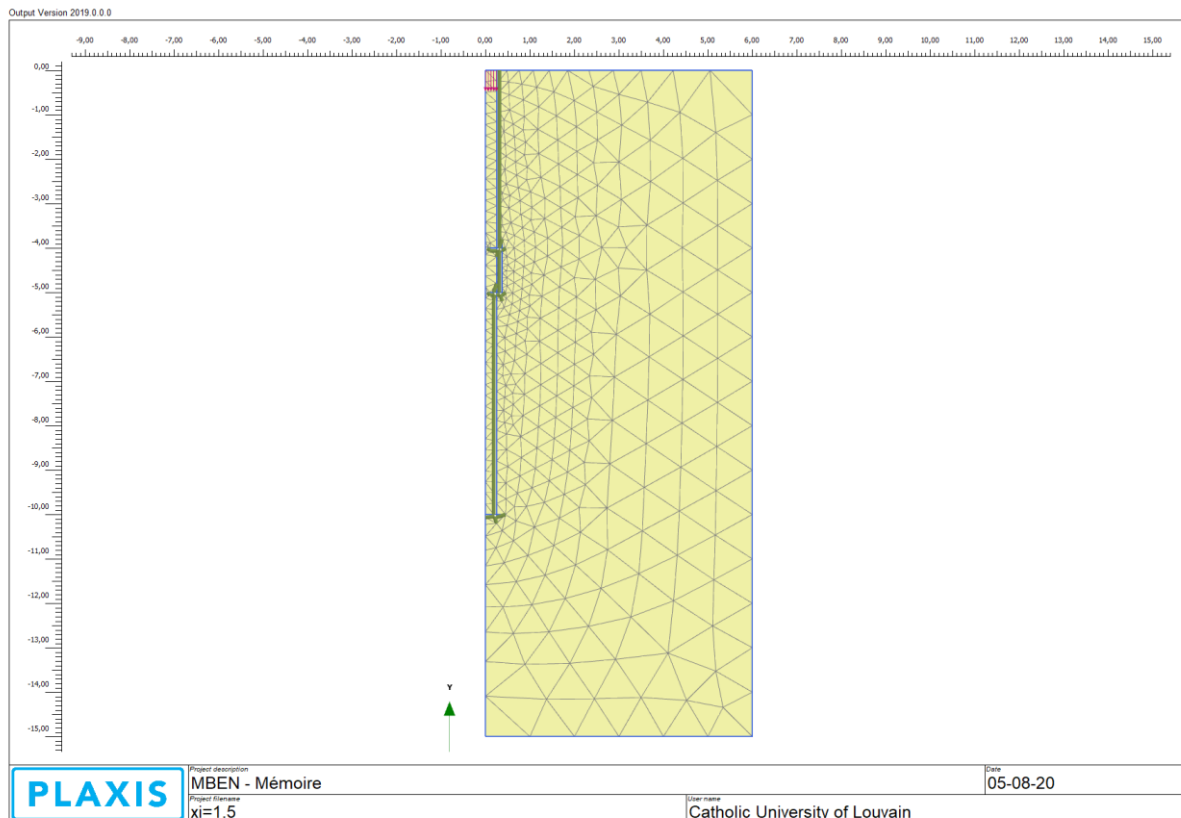 Output Version 2019.0.0.0
-9,00 -8,00 -7,00 -6,00 -5,00 -4,00 -3,00 -2,00 -1,00 0,00 1,00 2,00 3,00 4,00 5,00 6,00 7,00 8,00 9,00 10,00 11,00 12,00 13,00 14,00 15,00
0,00
-1,00
-2,00
-3,00
-4,00
-5,00
-6,00
-7,00
-8,00
-9,00
-10,00
-11,00
-12,00
-13,00
-14,00
-15,00
Y
PLAXIS
Project description
MBEN - Mémoire
Date
05-08-20
Project filename
xi=1.5
User name
Catholic University of Louvain